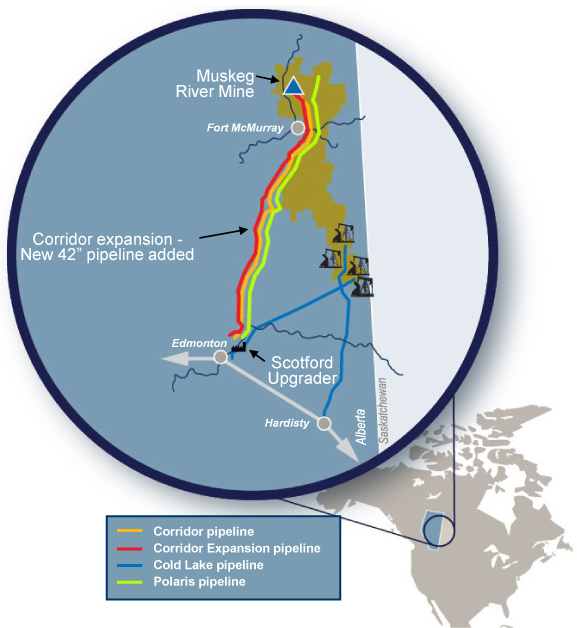 Muskeg
River Mine
Fort McMurray
Corridor expansion -
New 42” pipeline added
Edmonton
Scotford
Upgrader
Hardisty
Alberta
Saskatchewan
Corridor pipeline
Corridor Expansion pipeline
Cold Lake pipeline
Polaris pipeline